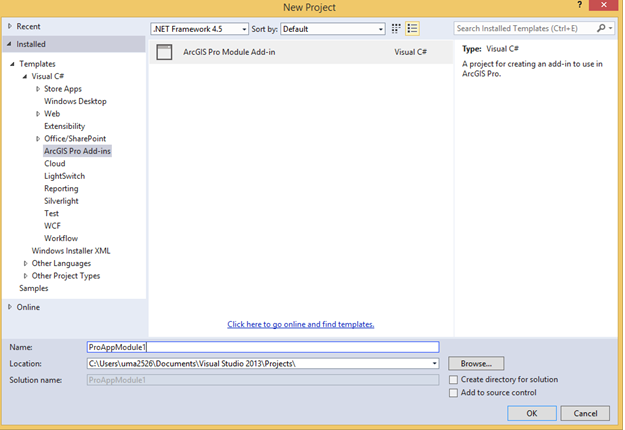 New Project
?
Recent
Installed
Templates
Visual C#
Store Apps
Windows Desktop
Web
Extensibility
Office/SharePoint
ArcGIS Pro Add-ins
Cloud
LightSwitch
Reporting
Silverlight
Test
WCF
Workflow
Windows Installer XML
Other Languages
Other Project Types
Samples
Online
.NET Framework 4.5 Sort by: Default
ArcGIS Pro Module Add-in Visual C#
Click here to go online and find templates.
Search Installed Templates (Ctrl+E)
Type: Visual C#
A project for creating an add-in to use in
ArcGIS Pro.
Name: ProAppModule1
Location: C:\Users\uma2526\Documents\Visual Studio 2013\Projects\ Browse...
Solution name: ProAppModule1 Create directory for solution
Add to source control
OK Cancel